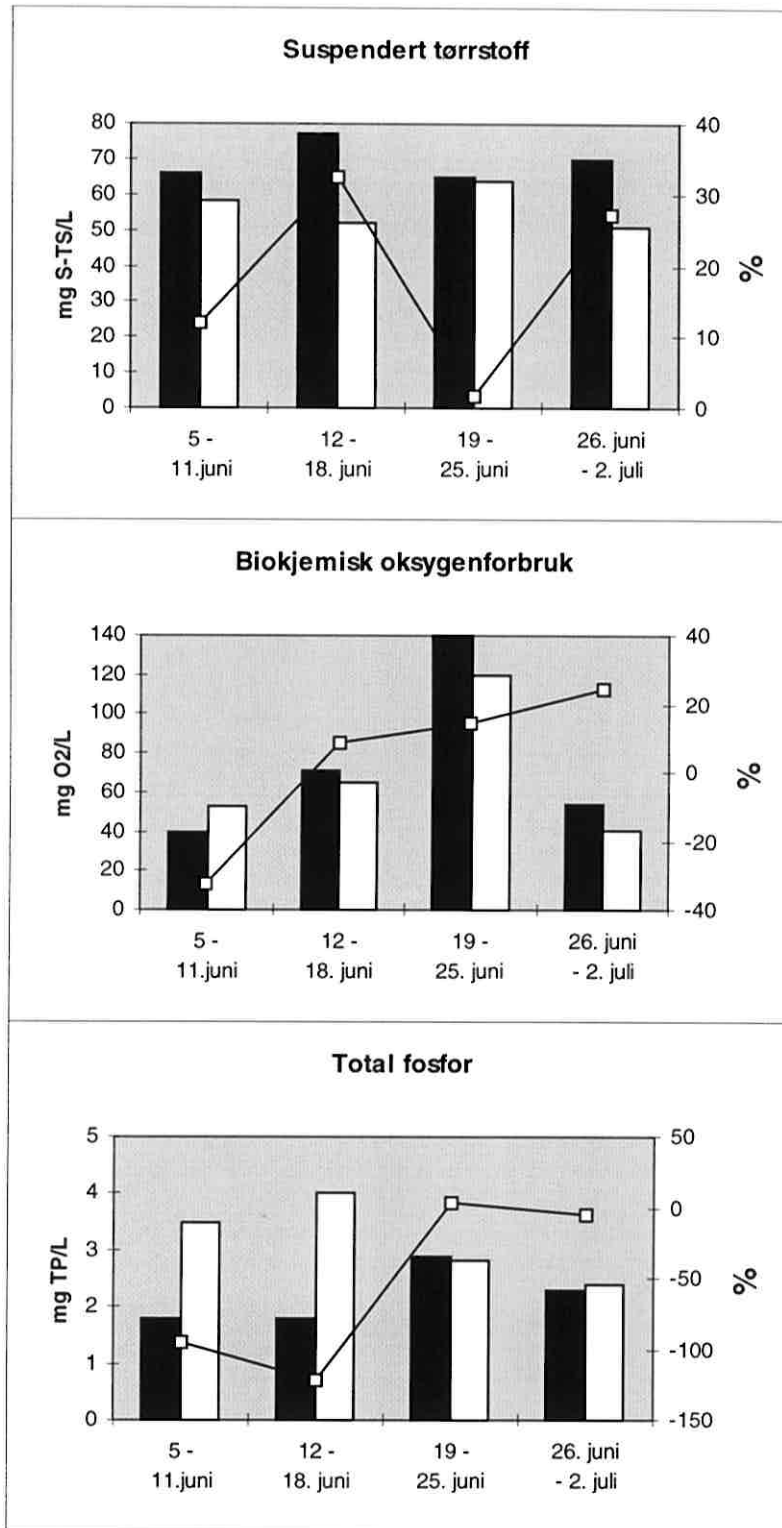 Suspendert tørrstoff
mg S-TS/L
80
70
60
50
40
30
20
10
0
40
30
20
10
0
%
5 -
11.juni
12 -
18. juni
19 -
25. juni
26. juni
- 2. juli
Biokjemisk oksygenforbruk
mg O2/L
140
120
100
80
60
40
20
0
40
20
0
-20
-40
%
5 -
11.juni
12 -
18. juni
19 -
25. juni
26. juni
- 2. juli
Total fosfor
mg TP/L
5
4
3
2
1
0
50
0
-50
-100
-150
%
5 -
11.juni
12 -
18. juni
19 -
25. juni
26. juni
- 2. juli